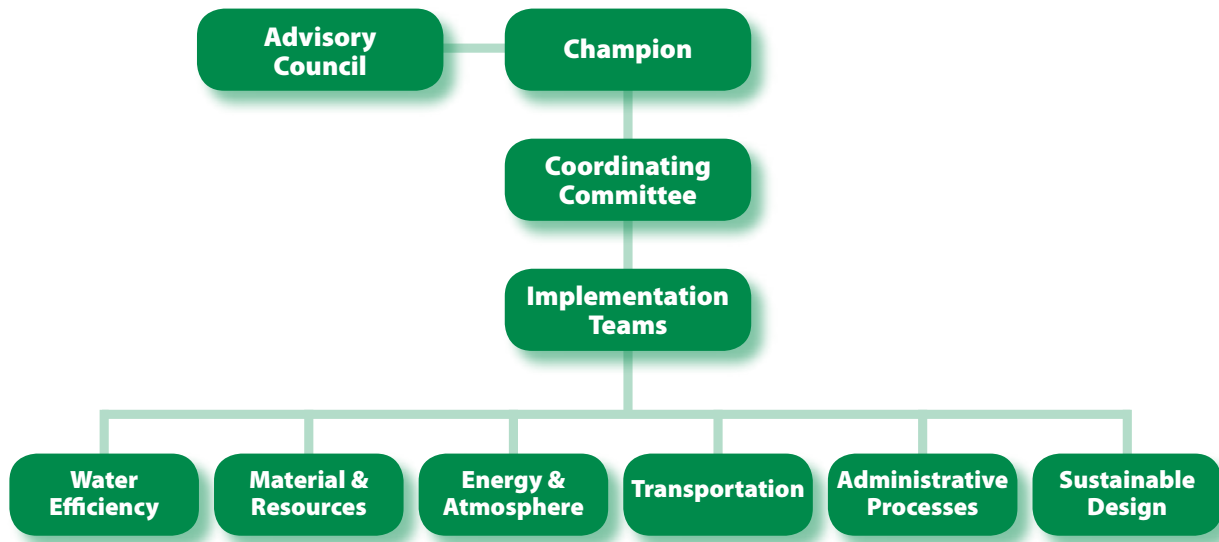 Advisory
Council
Champion
Coordinating
Committee
Implementation
Teams
Water
Efficiency
Material &
Resources
Energy &
Atmosphere
Transportation
Administrative
Processes
Sustainable
Design